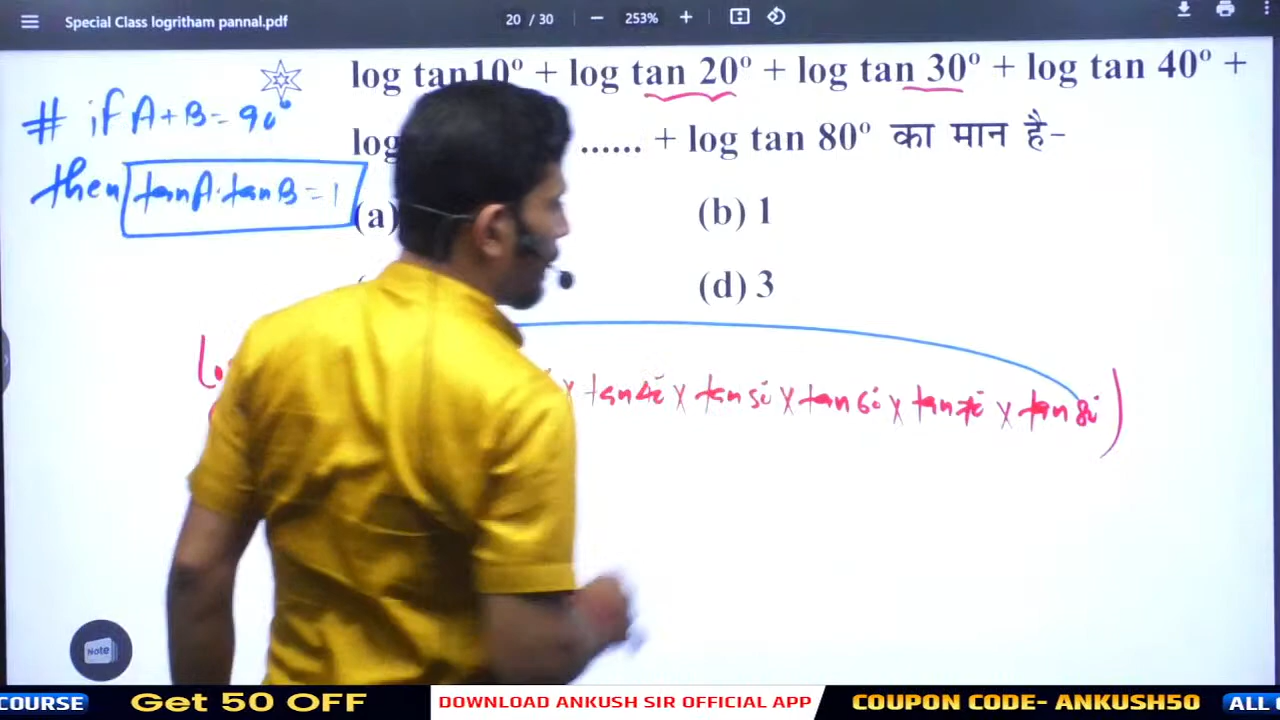 Special Class logritham pannal.pdf
20 / 30
253%
log tan10° + log tan 20° + log tan 30° + log tan 40° +
log ...... + log tan 80° का मान है-
# if A+B=90°
then tanA·tanB=1
(a)
(b) 1
(d) 3
tan40 × tan50 × tan60 × tan70 × tan80)
Note
COURSE
Get 50 OFF
DOWNLOAD ANKUSH SIR OFFICIAL APP
COUPON CODE- ANKUSH50
ALL